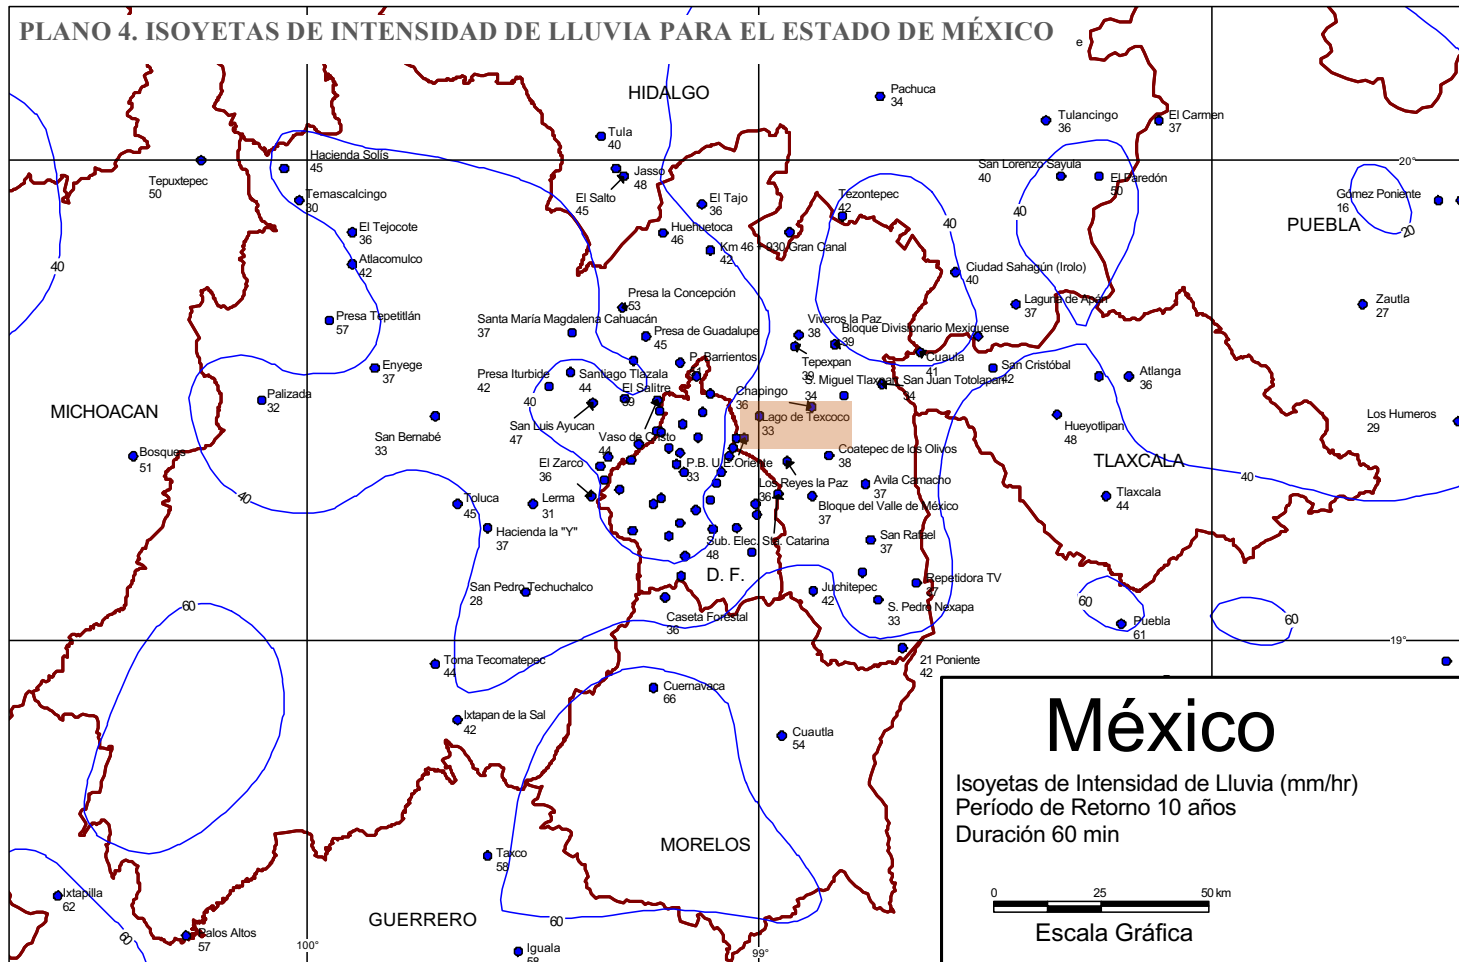 PLANO 4. ISOYETAS DE INTENSIDAD DE LLUVIA PARA EL ESTADO DE MÉXICO
e
HIDALGO
Pachuca
34
Tulancingo
36
El Carmen
37
Tula
40
Hacienda Solís
45
Tepuxtepec
50
Jasso
48
El Salto
45
San Lorenzo Sayula
40
El Paredón
50
20°
Gómez Poniente
16
20
PUEBLA
Temascalcingo
30
El Tajo
36
Tezontepec
42
40
40
El Tejocote
36
Huehuetoca
46
Km 46 + 930 Gran Canal
42
40
Atlacomulco
42
Ciudad Sahagún (Irolo)
40
Presa la Concepción
53
Laguna de Apan
37
Zautla
27
Presa Tepetitlán
57
Santa María Magdalena Cahuacán
37
Presa de Guadalupe
45
Viveros la Paz
38
Bloque Divisionario Mexiquense
39
Tepexpan
39
Cuaula
41
P. Barrientos
Enyege
37
Presa Iturbide
42
Santiago Tlazala
44
San Cristóbal
42
Atlanga
36
S. Miguel Tlaxpan
34
San Juan Totolapan
34
El Salitre
39
Chapingo
36
40
MICHOACAN
Palizada
32
San Luis Ayucan
47
Lago de Texcoco
33
Hueyotlipan
48
Los Humeros
29
San Bernabé
33
Vaso de Cristo
44
Bosques
51
Coatepec de los Olivos
38
TLAXCALA
El Zarco
36
P.B. U.E.Oriente
33
40
Los Reyes la Paz
36
Avila Camacho
37
40
Toluca
45
Lerma
31
Bloque del Valle de México
37
Tlaxcala
44
Hacienda la "Y"
37
Sub. Elec. Sta. Catarina
48
San Rafael
37
D. F.
San Pedro Techuchalco
28
Juchitepec
42
Repetidora TV
37
S. Pedro Nexapa
33
60
60
60
Caseta Forestal
36
Puebla
61
19°
Toma Tecomatepec
44
21 Poniente
42
Cuernavaca
66
Ixtapan de la Sal
42
Cuautla
54
México
Isoyetas de Intensidad de Lluvia (mm/hr)
Período de Retorno 10 años
Duración 60 min
MORELOS
Taxco
58
0
25
50 km
Escala Gráfica
Ixtapilla
62
GUERRERO
60
60
Palos Altos
57
100°
99°
Iguala
58